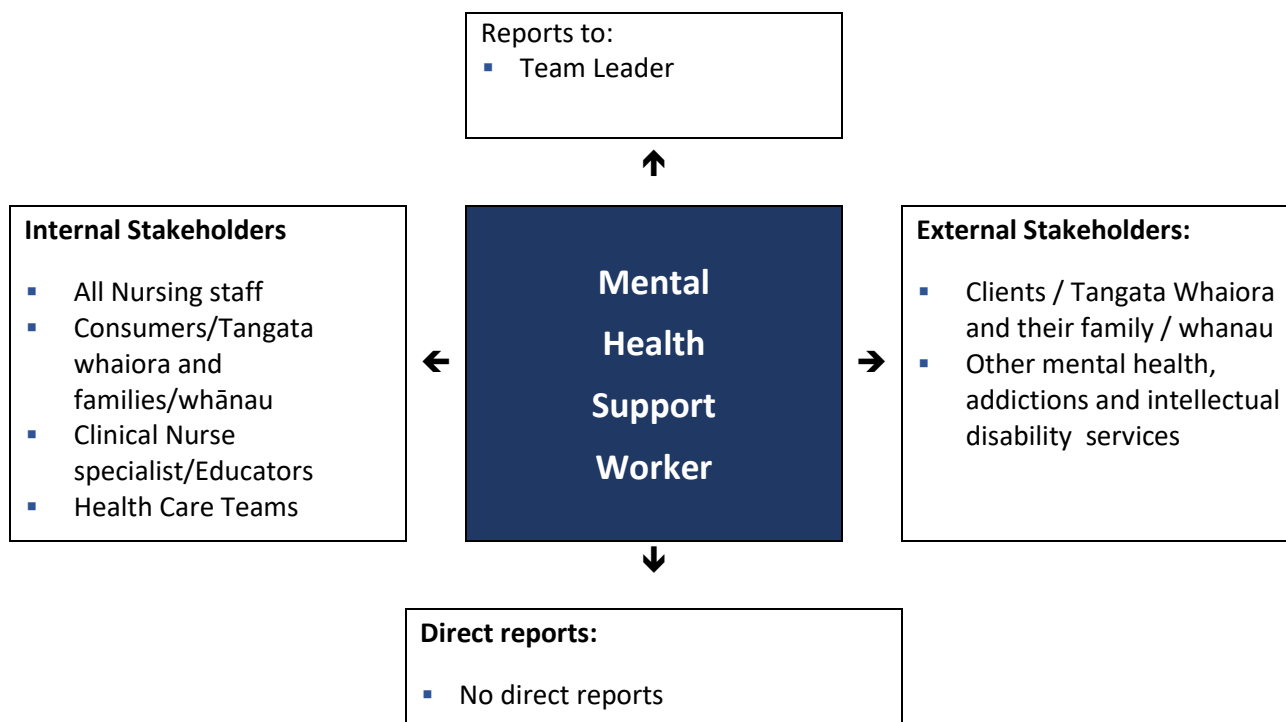 Reports to:
▪ Team Leader
Internal Stakeholders
▪ All Nursing staff
▪ Consumers/Tangata
whaiora and
families/whānau
▪ Clinical Nurse
specialist/Educators
▪ Health Care Teams
Mental
Health
Support
Worker
External Stakeholders:
▪ Clients / Tangata Whaiora
and their family / whanau
▪ Other mental health,
addictions and intellectual
disability services
Direct reports:
▪ No direct reports